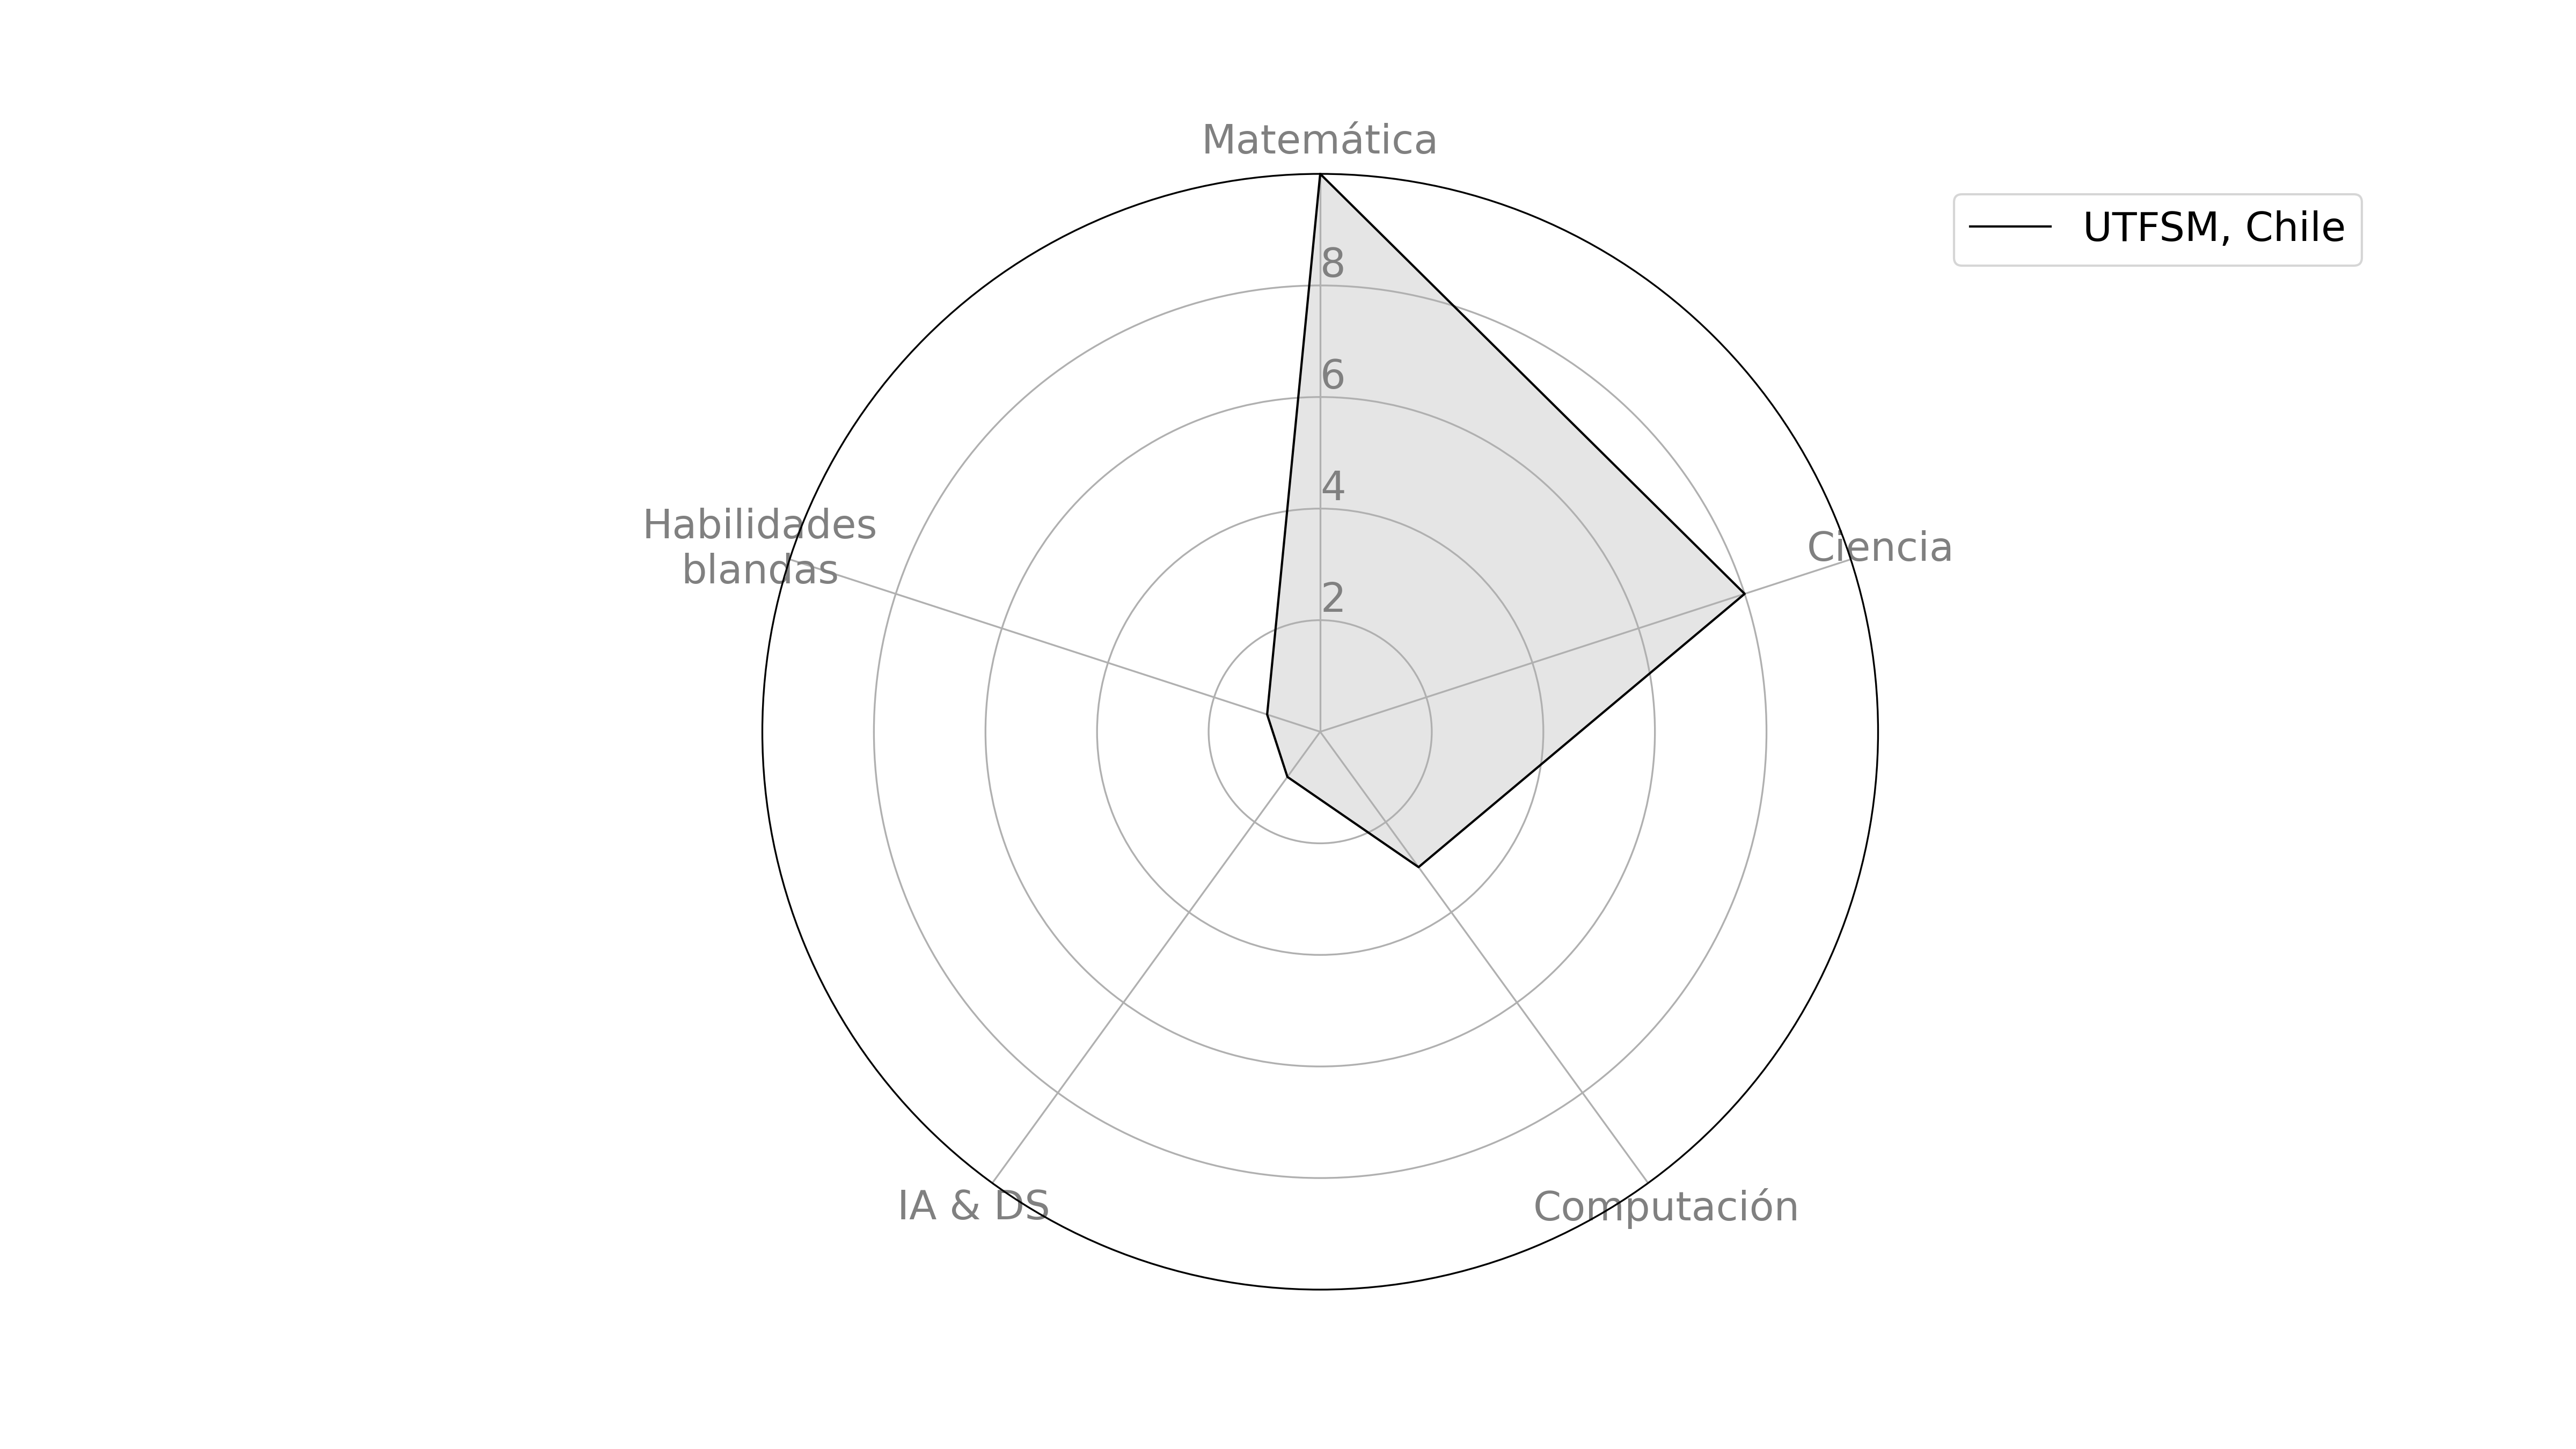 Matemática
UTFSM, Chile
8
6
4
Habilidades
blandas
Ciencia
2
IA & DS
Computación